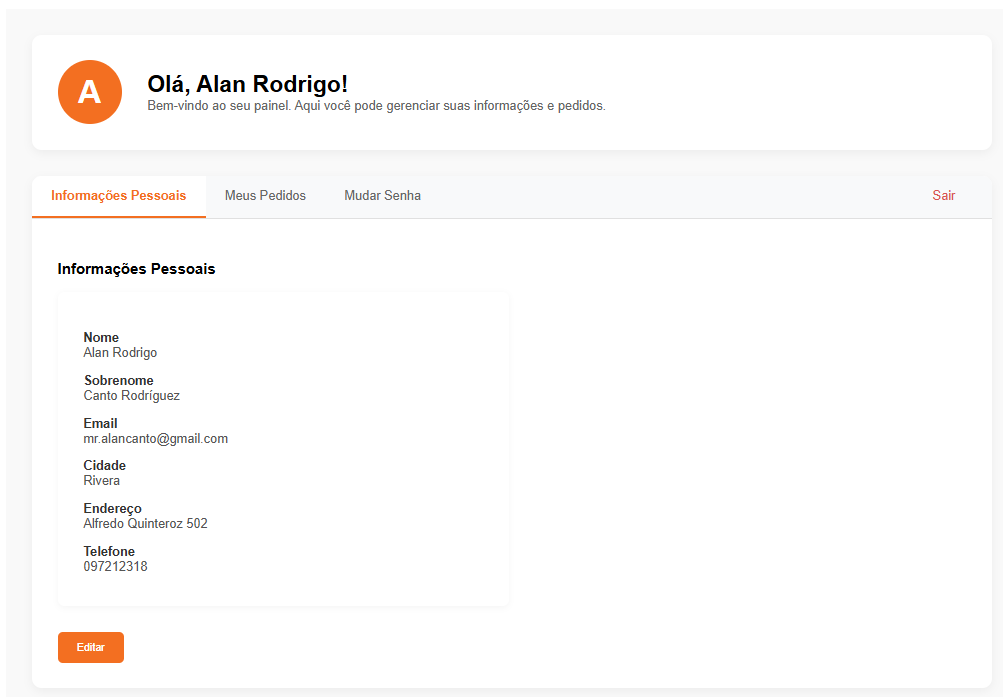 A
Olá, Alan Rodrigo!
Bem-vindo ao seu painel. Aqui você pode gerenciar suas informações e pedidos.
Informações Pessoais
Meus Pedidos
Mudar Senha
Sair
Informações Pessoais
Nome
Alan Rodrigo
Sobrenome
Canto Rodríguez
Email
mr.alancanto@gmail.com
Cidade
Rivera
Endereço
Alfredo Quinteroz 502
Telefone
097212318
Editar